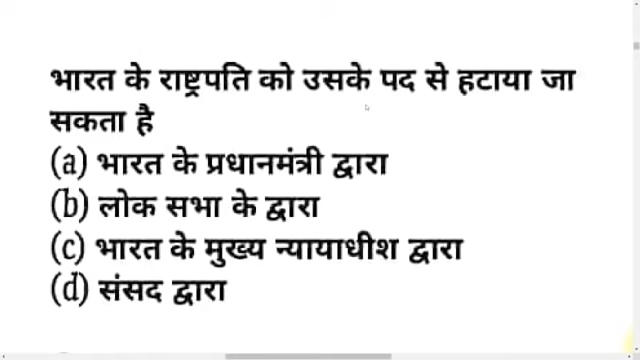 भारत के राष्ट्रपति को उसके पद से हटाया जा
सकता है
(a) भारत के प्रधानमंत्री द्वारा
(b) लोक सभा के द्वारा
(c) भारत के मुख्य न्यायाधीश द्वारा
(d) संसद द्वारा